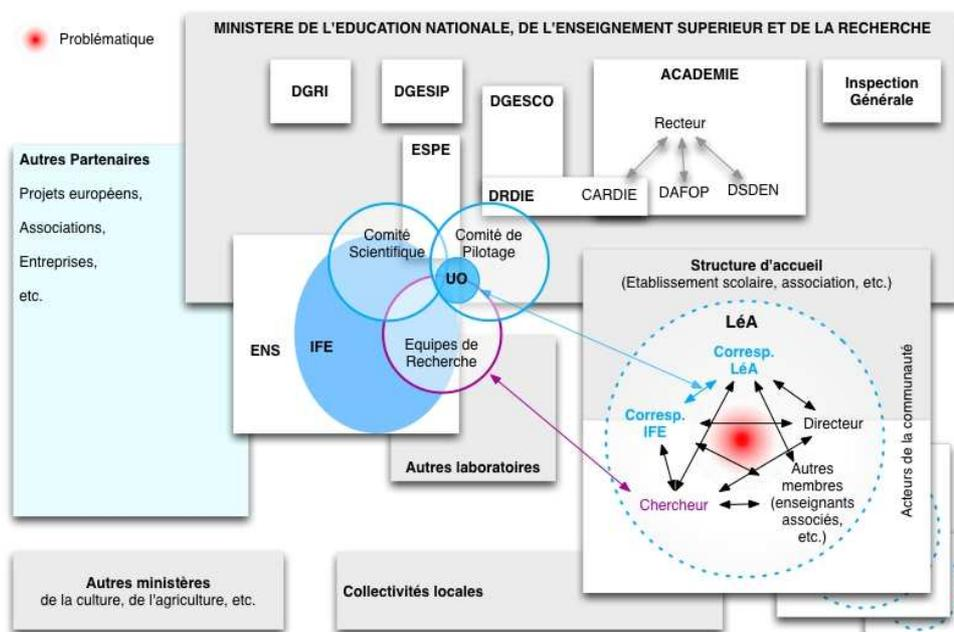 Problématique
MINISTERE DE L'EDUCATION NATIONALE, DE L'ENSEIGNEMENT SUPERIEUR ET DE LA RECHERCHE
DGRI
DGESIP
DGESCO
ACADEMIE
Inspection
Générale
Recteur
ESPE
DRDIE
CARDIE
DAFOP
DSDEN
Autres Partenaires
Projets européens,
Associations,
Entreprises,
etc.
Comité
Scientifique
Comité de
Pilotage
UO
ENS
IFE
Equipes de
Recherche
Autres laboratoires
Structure d'accueil
(Etablissement scolaire, association, etc.)
LéA
Corresp.
LéA
Corresp.
IFE
Directeur
Chercheur
Autres
membres
(enseignants
associés,
etc.)
Acteurs de la communauté
Autres ministères
de la culture, de l'agriculture, etc.
Collectivités locales